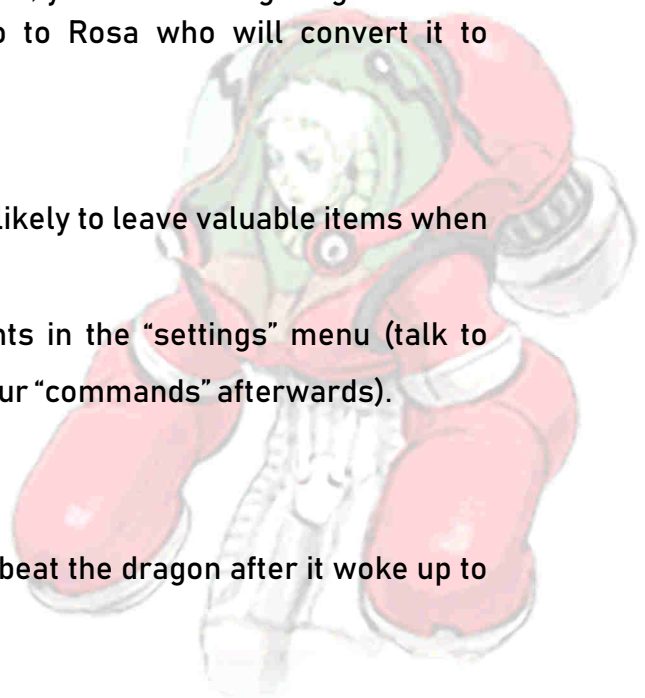 o to Rosa who will convert it to
likely to leave valuable items when
nts in the “settings” menu (talk to
ur “commands” afterwards).
beat the dragon after it woke up to